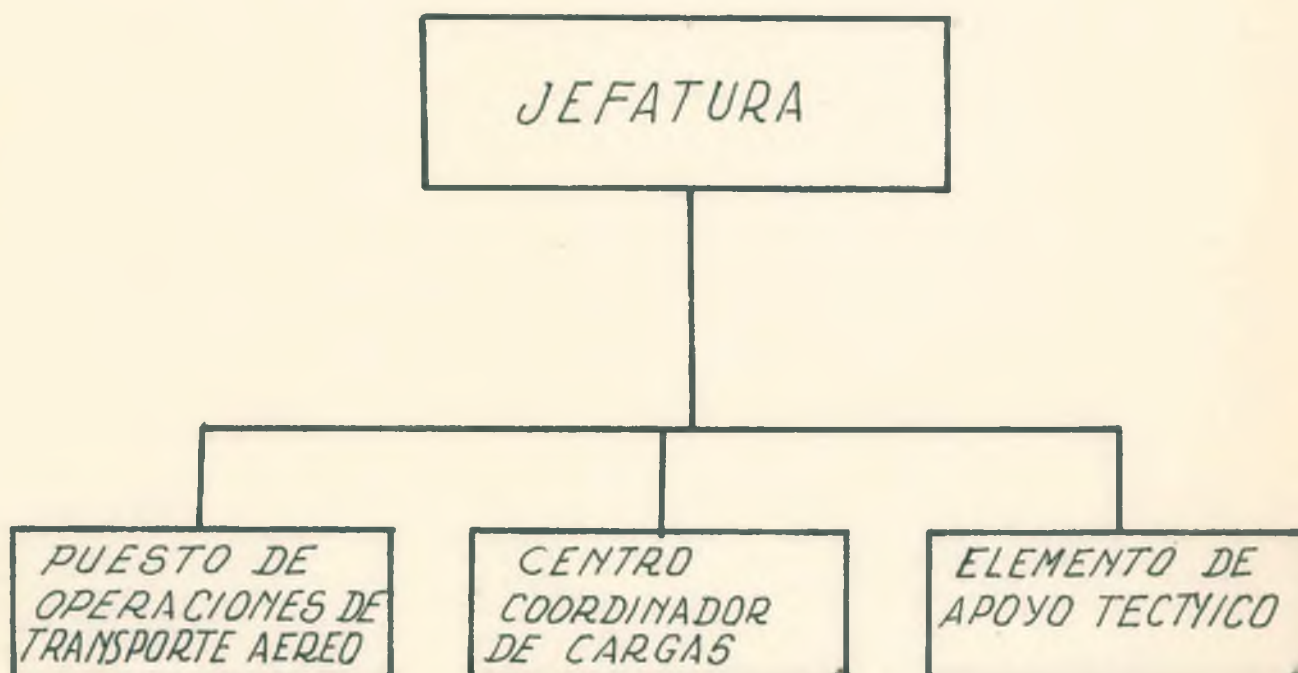 JEFATURA
PUESTO DE
OPERACIONES DE
TRANSPORTE AEREO
CENTRO
COORDINADOR
DE CARGAS
ELEMENTO DE
APOYO TECNICO